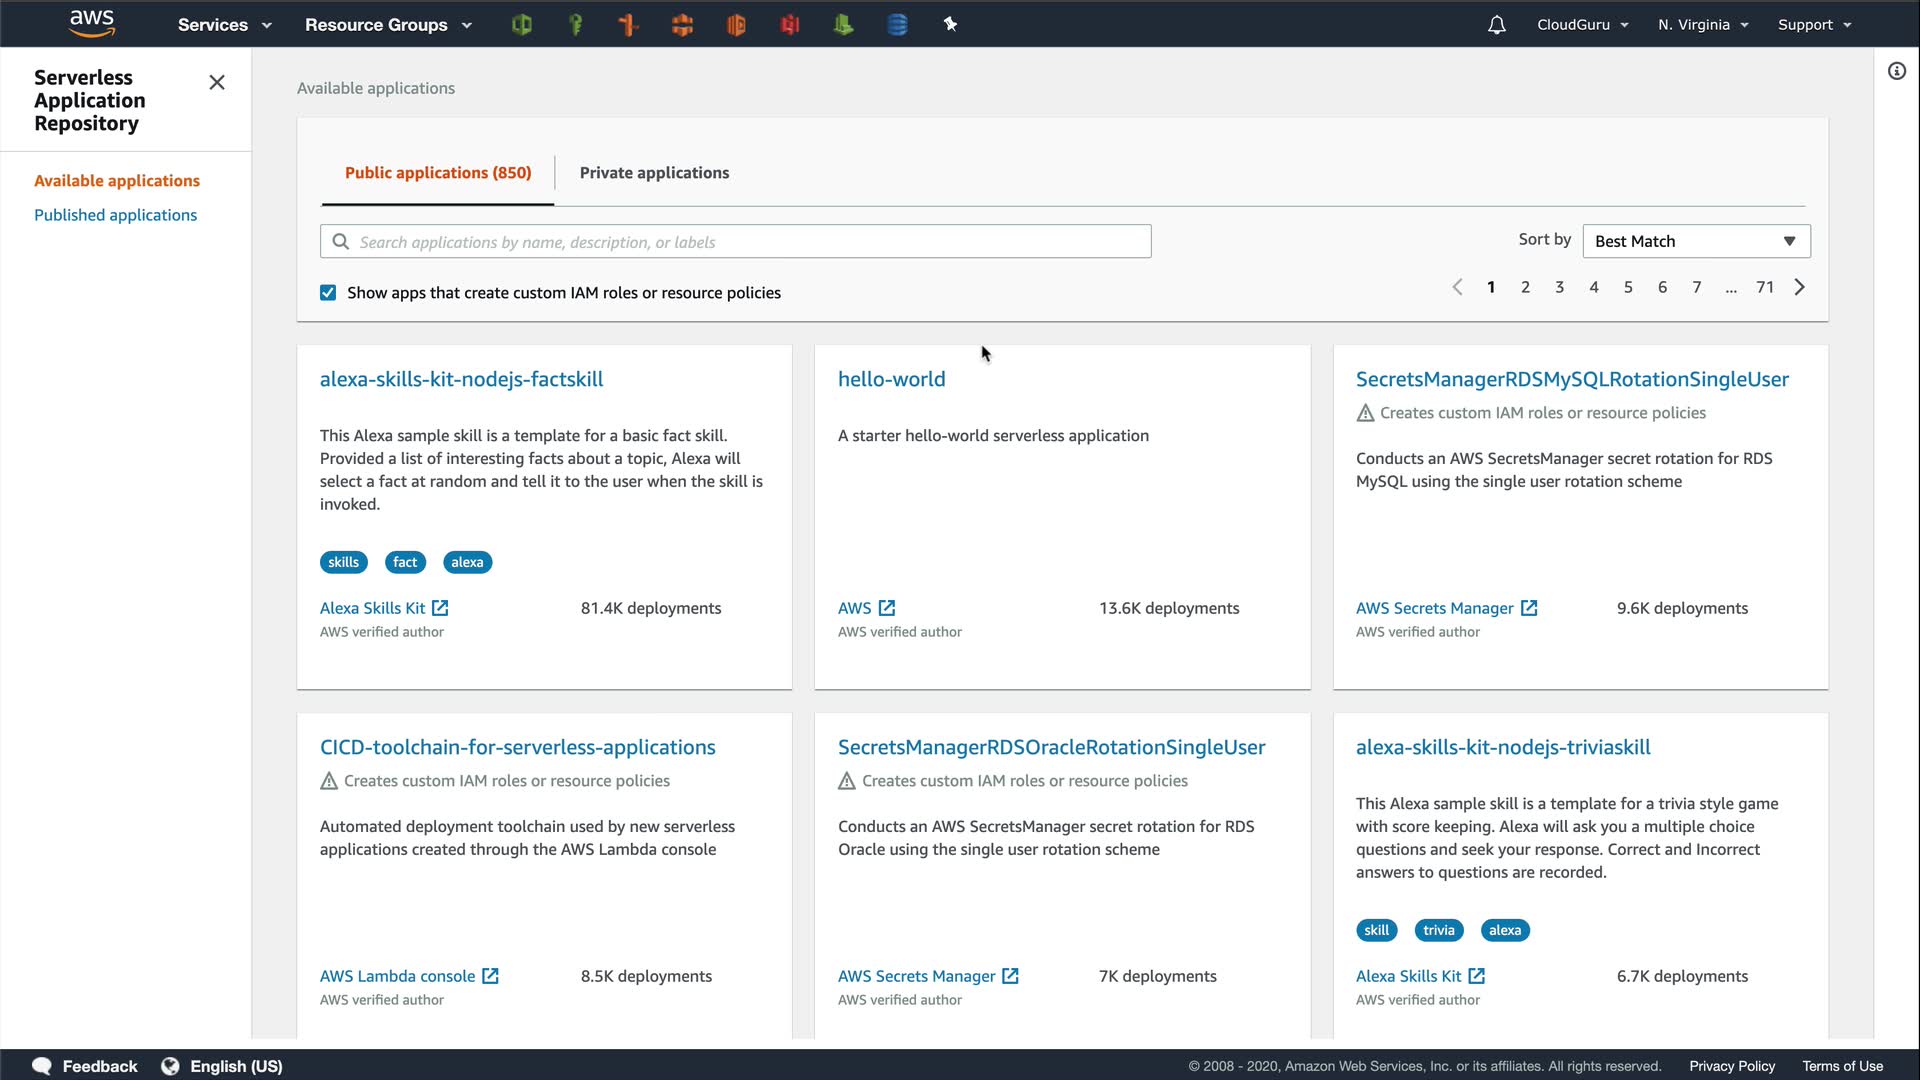 aws
Services
Resource Groups
CloudGuru
N. Virginia
Support
Serverless
Application
Repository
Available applications
Published applications
Available applications
Public applications (850)
Private applications
Search applications by name, description, or labels
Sort by
Best Match
Show apps that create custom IAM roles or resource policies
1 2 3 4 5 6 7 ... 71
alexa-skills-kit-nodejs-factskill
This Alexa sample skill is a template for a basic fact skill.
Provided a list of interesting facts about a topic, Alexa will
select a fact at random and tell it to the user when the skill is
invoked.
skills fact alexa
Alexa Skills Kit
81.4K deployments
AWS verified author
hello-world
A starter hello-world serverless application
AWS
13.6K deployments
AWS verified author
SecretsManagerRDSMySQLRotationSingleUser
Creates custom IAM roles or resource policies
Conducts an AWS SecretsManager secret rotation for RDS
MySQL using the single user rotation scheme
AWS Secrets Manager
9.6K deployments
AWS verified author
CICD-toolchain-for-serverless-applications
Creates custom IAM roles or resource policies
Automated deployment toolchain used by new serverless
applications created through the AWS Lambda console
AWS Lambda console
8.5K deployments
AWS verified author
SecretsManagerRDSOracleRotationSingleUser
Creates custom IAM roles or resource policies
Conducts an AWS SecretsManager secret rotation for RDS
Oracle using the single user rotation scheme
AWS Secrets Manager
7K deployments
AWS verified author
alexa-skills-kit-nodejs-triviaskill
This Alexa sample skill is a template for a trivia style game
with score keeping. Alexa will ask you a multiple choice
questions and seek your response. Correct and Incorrect
answers to questions are recorded.
skill trivia alexa
Alexa Skills Kit
6.7K deployments
AWS verified author
Feedback
English (US)
© 2008 - 2020, Amazon Web Services, Inc. or its affiliates. All rights reserved.
Privacy Policy
Terms of Use